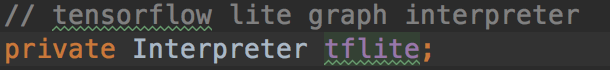 // tensorflow lite graph interpreter
private Interpreter tflite;